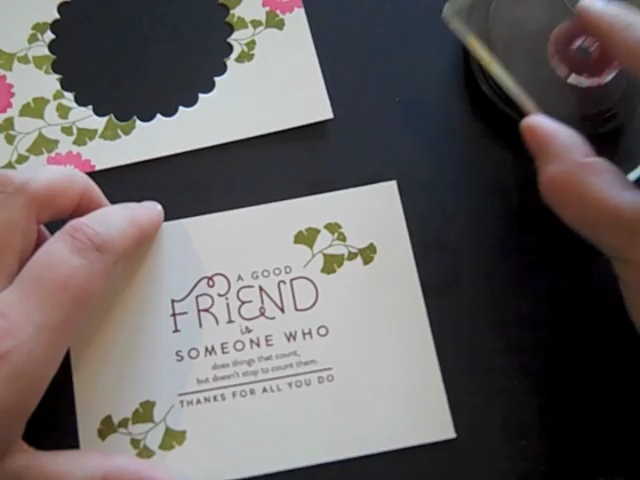 A GOOD
FRiEND
is
SOMEONE WHO
does things that count,
but doesn't stop to count them.
THANKS FOR ALL YOU DO